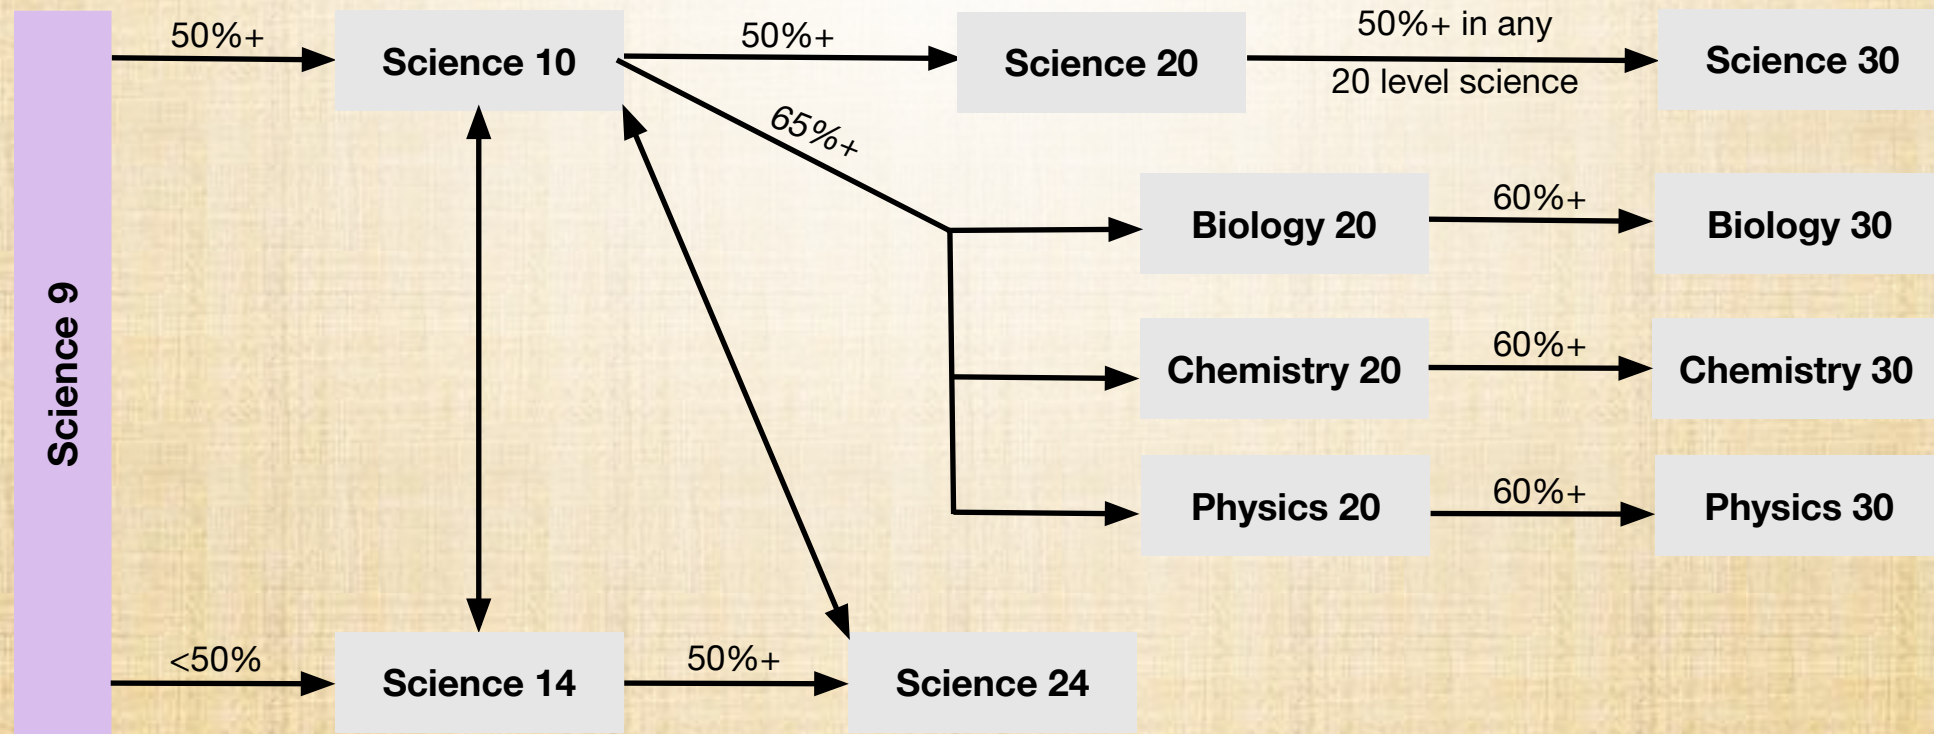 Science 9
50%+
Science 10
50%+
Science 20
50%+ in any
20 level science
Science 30
65%+
Biology 20
60%+
Biology 30
Chemistry 20
60%+
Chemistry 30
Physics 20
60%+
Physics 30
<50%
Science 14
50%+
Science 24